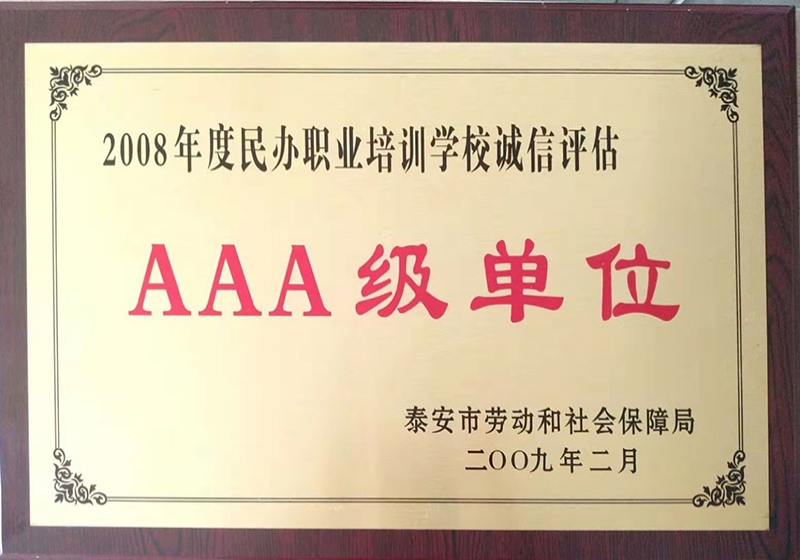 2008年度民办职业培训学校诚信评估
AAA级单位
泰安市劳动和社会保障局
二〇〇九年二月